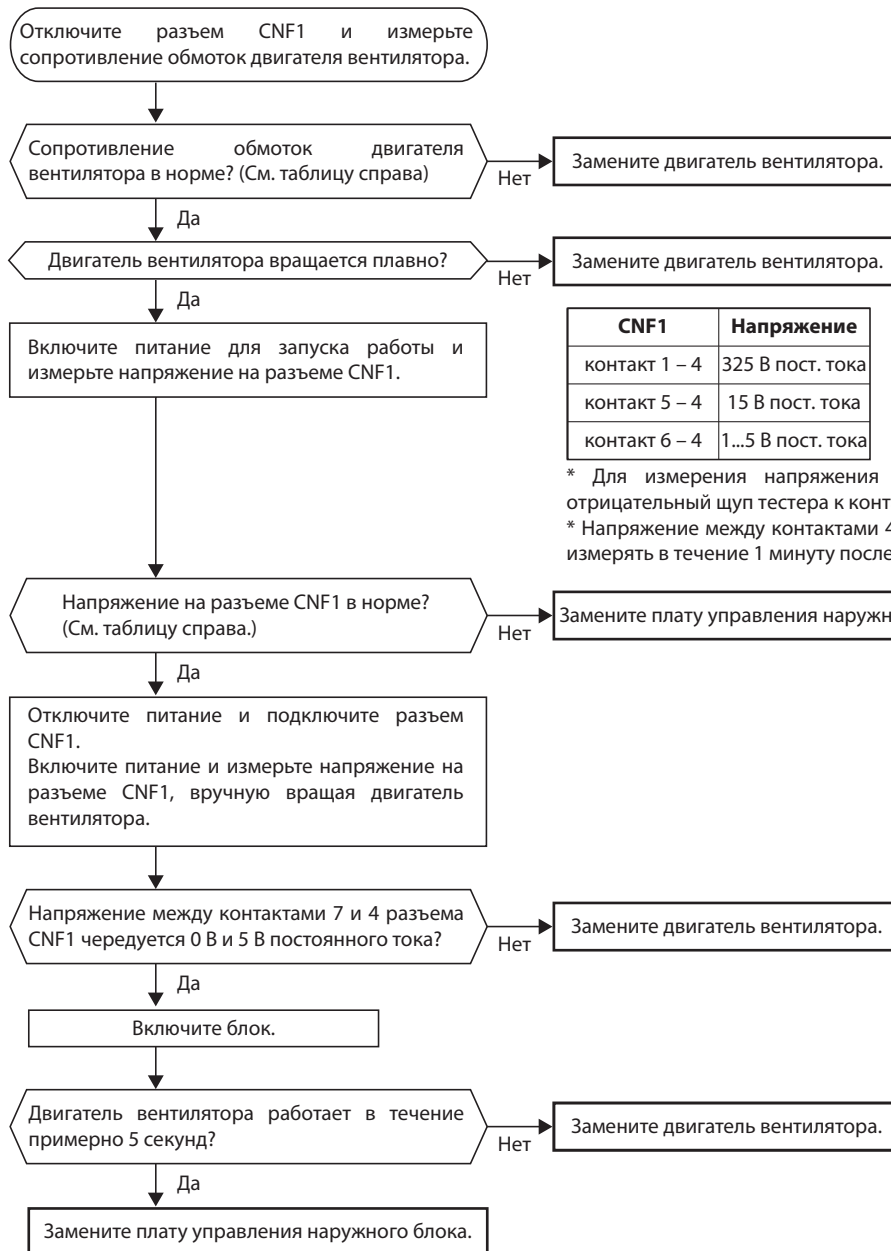 Отключите разъем CNF1 и измерьте
сопротивление обмоток двигателя вентилятора.
Сопротивление обмоток двигателя
вентилятора в норме? (См. таблицу справа)
Нет
Замените двигатель вентилятора.
Да
Двигатель вентилятора вращается плавно?
Нет
Замените двигатель вентилятора.
Да
Включите питание для запуска работы и
измерьте напряжение на разъеме CNF1.
CNF1 Напряжение
контакт 1 – 4 325 В пост. тока
контакт 5 – 4 15 В пост. тока
контакт 6 – 4 1...5 В пост. тока
* Для измерения напряжения
отрицательный щуп тестера к
* Напряжение между контактами 4
измерять в течение 1 минуту после
Напряжение на разъеме CNF1 в норме?
(См. таблицу справа.)
Нет
Замените плату управления
Да
Отключите питание и подключите разъем
CNF1.
Включите питание и измерьте напряжение на
разъеме CNF1, вручную вращая двигатель
вентилятора.
Напряжение между контактами 7 и 4 разъема
CNF1 чередуется 0 В и 5 В постоянного тока?
Нет
Замените двигатель вентилятора.
Да
Включите блок.
Двигатель вентилятора работает в течение
примерно 5 секунд?
Нет
Замените двигатель вентилятора.
Да
Замените плату управления наружного блока.